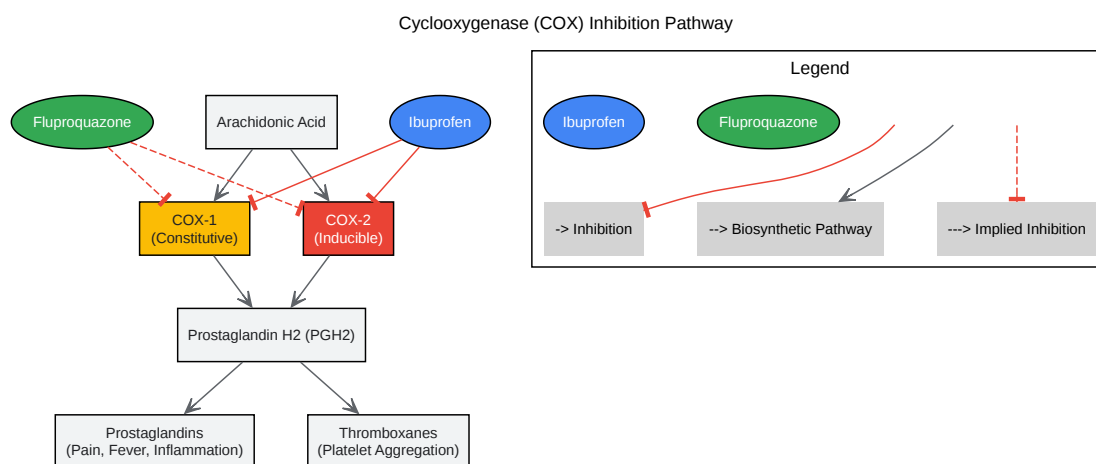 Cyclooxygenase (COX) Inhibition Pathway
Legend
Fluproquazone
Arachidonic Acid
Ibuprofen
Ibuprofen
Fluproquazone
COX-1
(Constitutive)
COX-2
(Inducible)
-> Inhibition
--> Biosynthetic Pathway
---> Implied Inhibition
Prostaglandin H2 (PGH2)
Prostaglandins
(Pain, Fever, Inflammation)
Thromboxanes
(Platelet Aggregation)